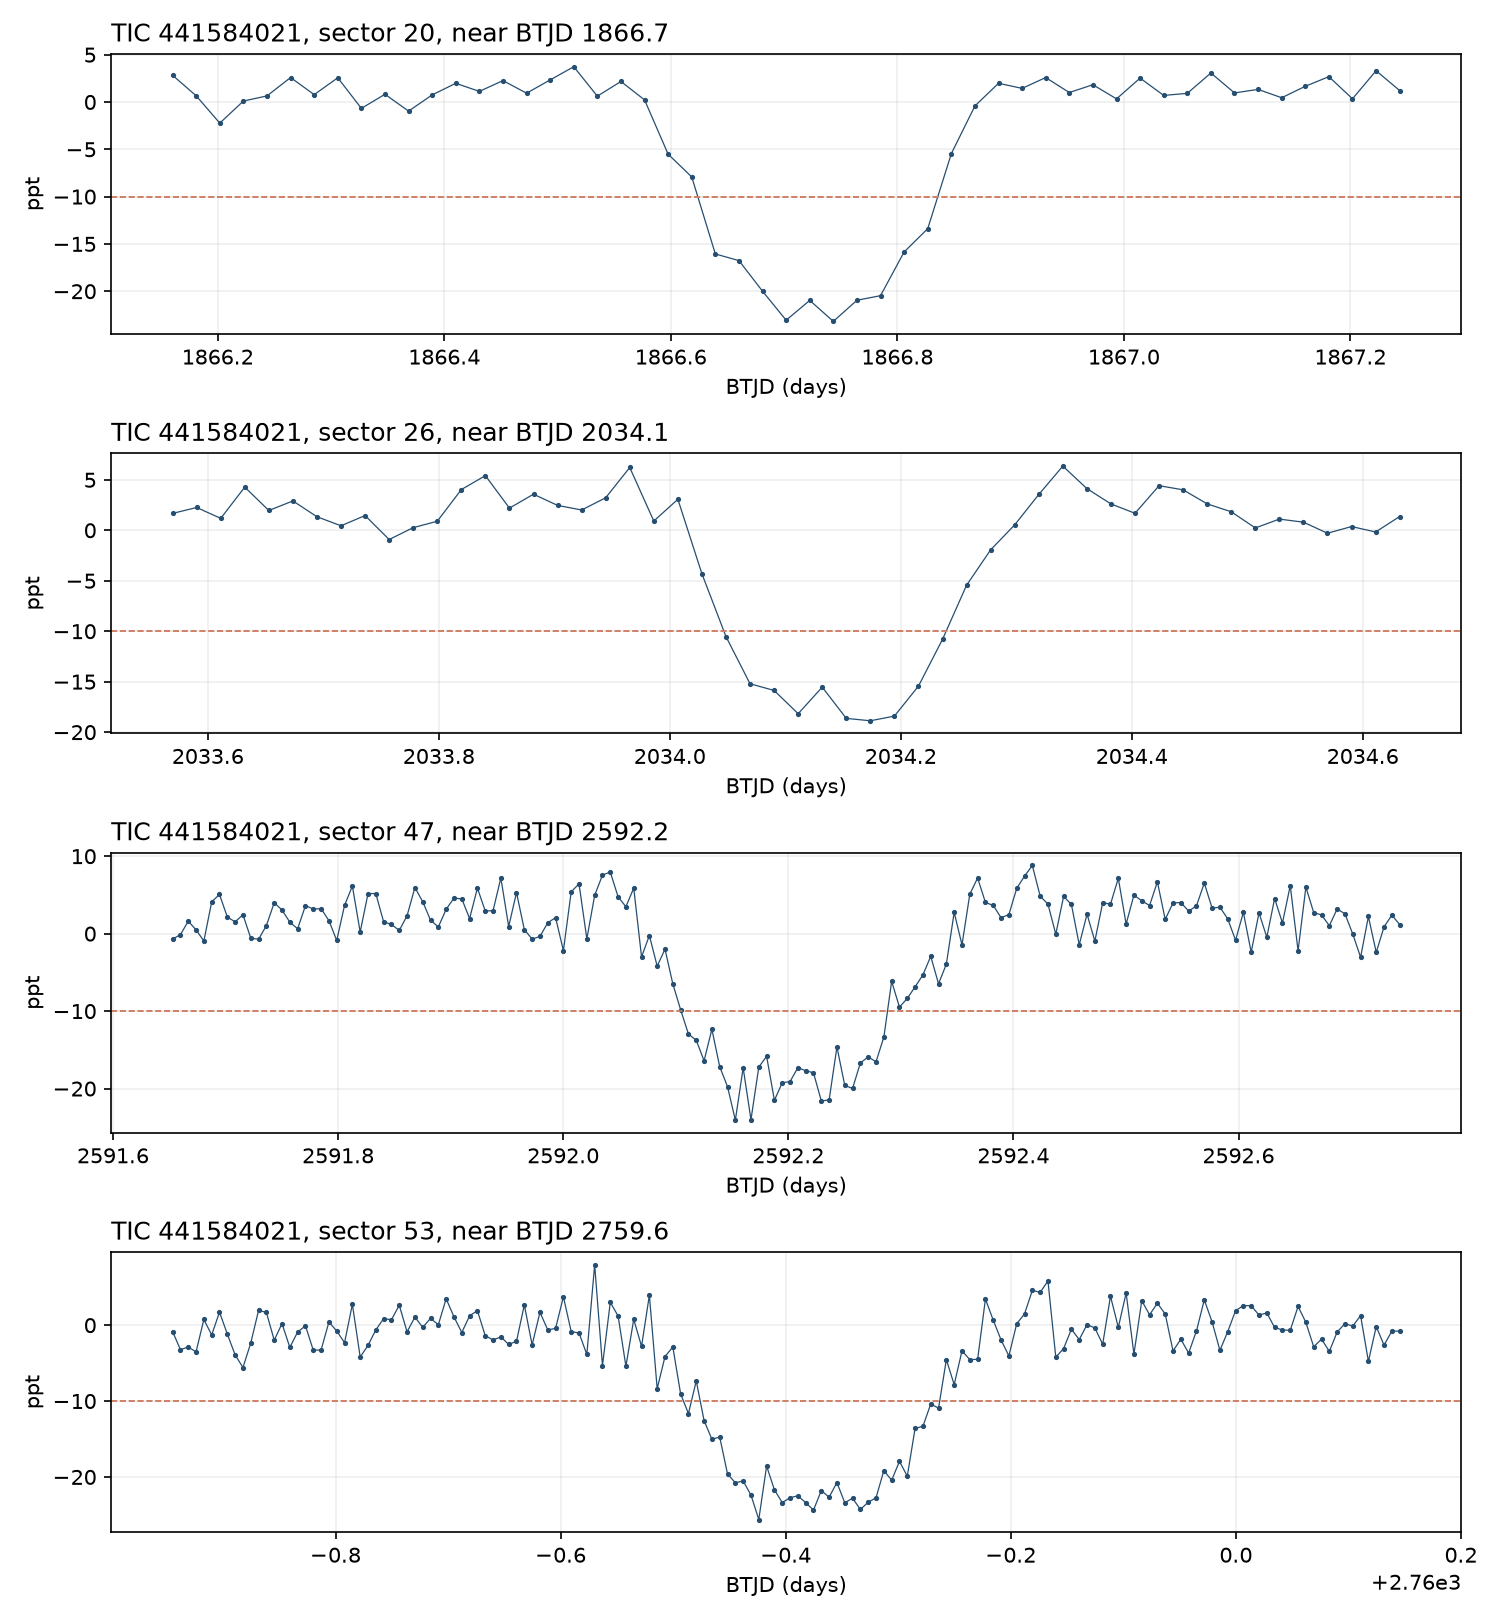 TIC 441584021, sector 20, near BTJD 1866.7
5
0
−5
−10
−15
−20
ppt
1866.2 1866.4 1866.6 1866.8 1867.0 1867.2
BTJD (days)
TIC 441584021, sector 26, near BTJD 2034.1
5
0
−5
−10
−15
−20
ppt
2033.6 2033.8 2034.0 2034.2 2034.4 2034.6
BTJD (days)
TIC 441584021, sector 47, near BTJD 2592.2
10
0
−10
−20
ppt
2591.6 2591.8 2592.0 2592.2 2592.4 2592.6
BTJD (days)
TIC 441584021, sector 53, near BTJD 2759.6
0
−10
−20
ppt
−0.8 −0.6 −0.4 −0.2 0.0 0.2
BTJD (days)
+2.76e3